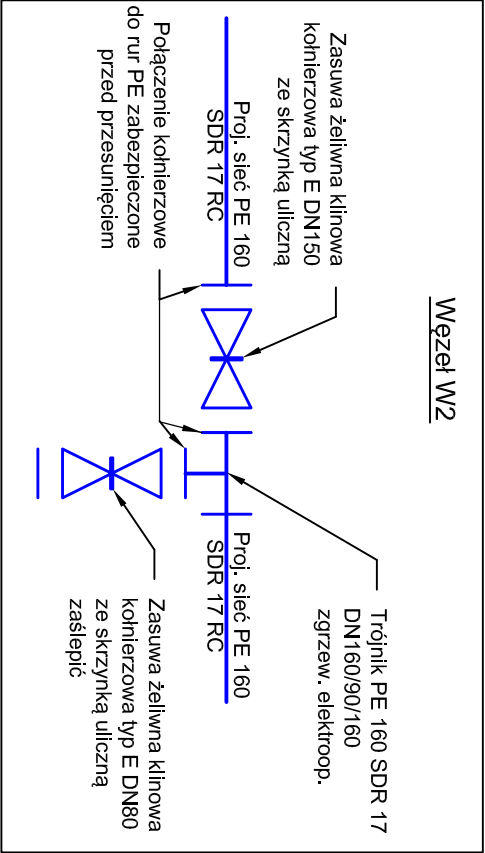 Węzeł W2
Zasuwa żeliwna klinowa
kołnierzowa typ E DN150
ze skrzynką uliczną
Trójnik PE 160 SDR 17
DN160/90/160
zgrzew. elektroop.
Proj. sieć PE 160
SDR 17 RC
Proj. sieć PE 160
SDR 17 RC
Połączenie kołnierzowe
do rur PE zabezpieczone
przed przesunięciem
Zasuwa żeliwna klinowa
kołnierzowa typ E DN80
ze skrzynką uliczną
zaślepić